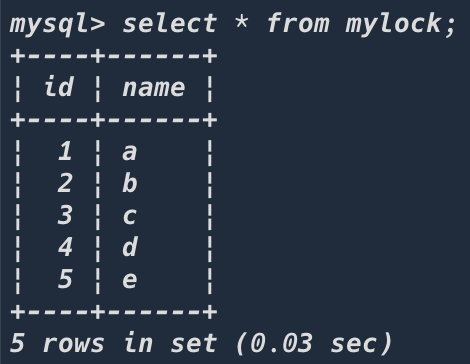 mysql> select * from mylock;
+----+------+
| id | name |
+----+------+
|  1 | a    |
|  2 | b    |
|  3 | c    |
|  4 | d    |
|  5 | e    |
+----+------+
5 rows in set (0.03 sec)